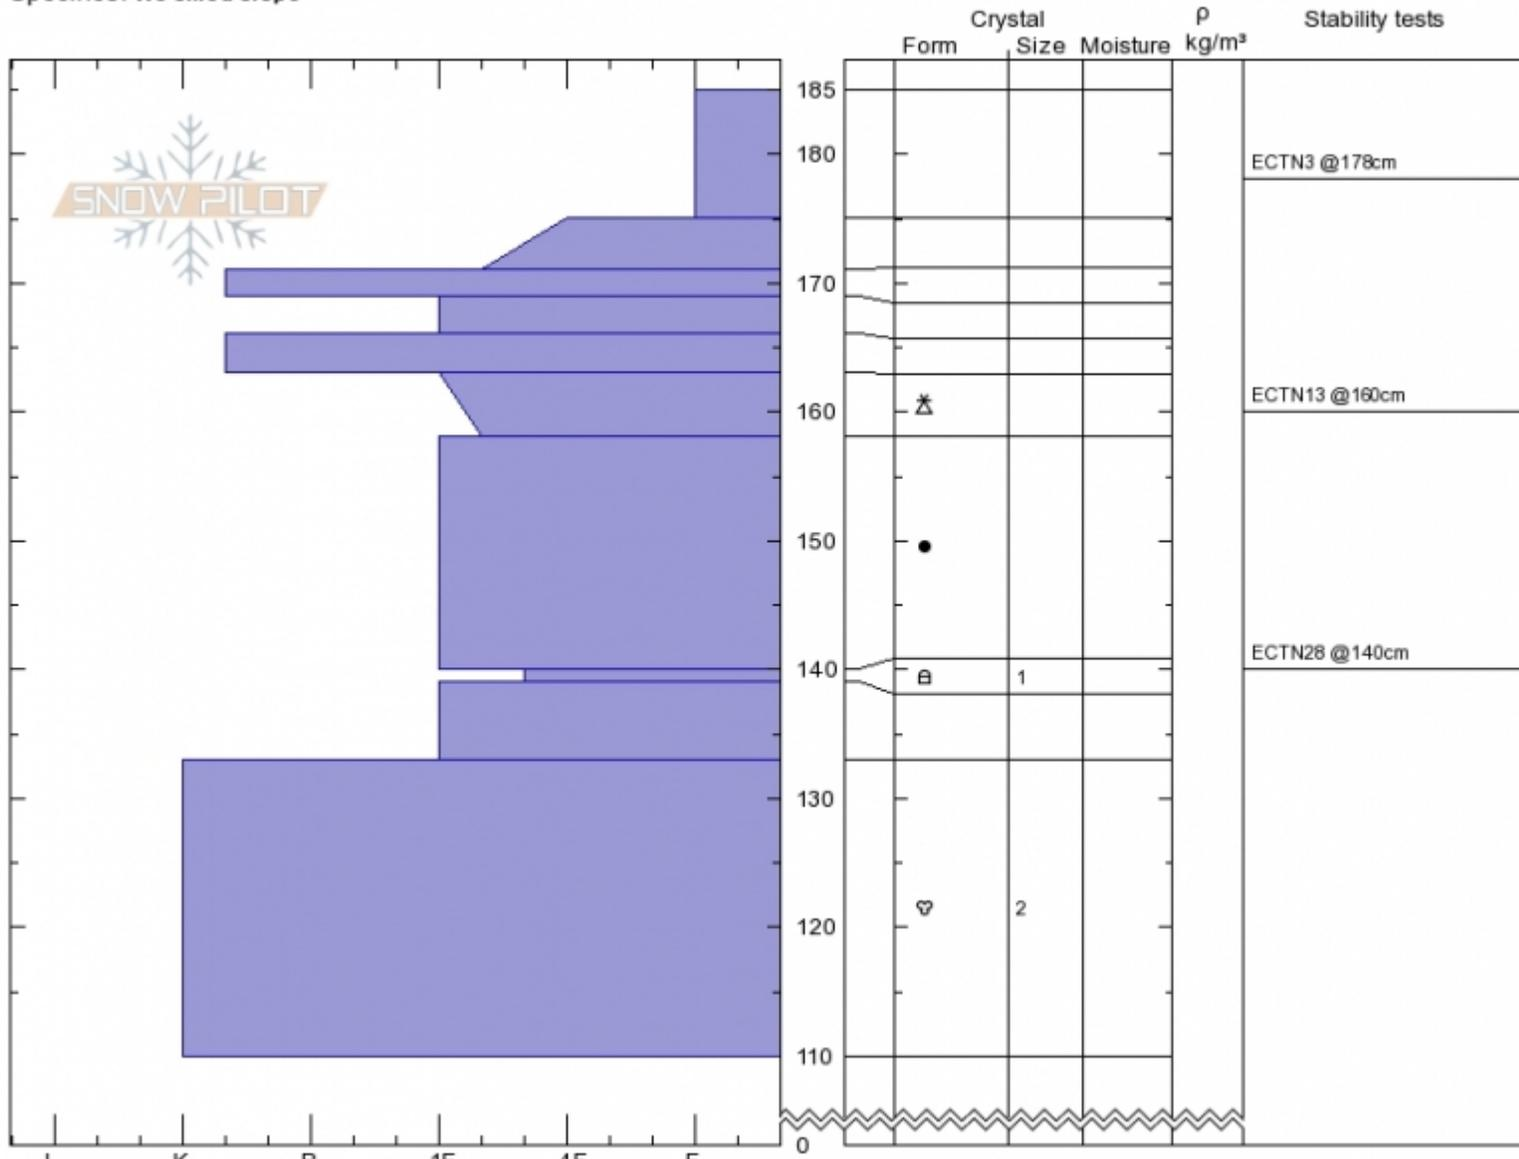 Crystal
ρ
Stability tests
Form Size Moisture kg/m³
185
180
ECTN3 @178cm
SNOW PILOT
170
160
ECTN13 @160cm
150
140
ECTN28 @140cm
1
130
120
2
110
0